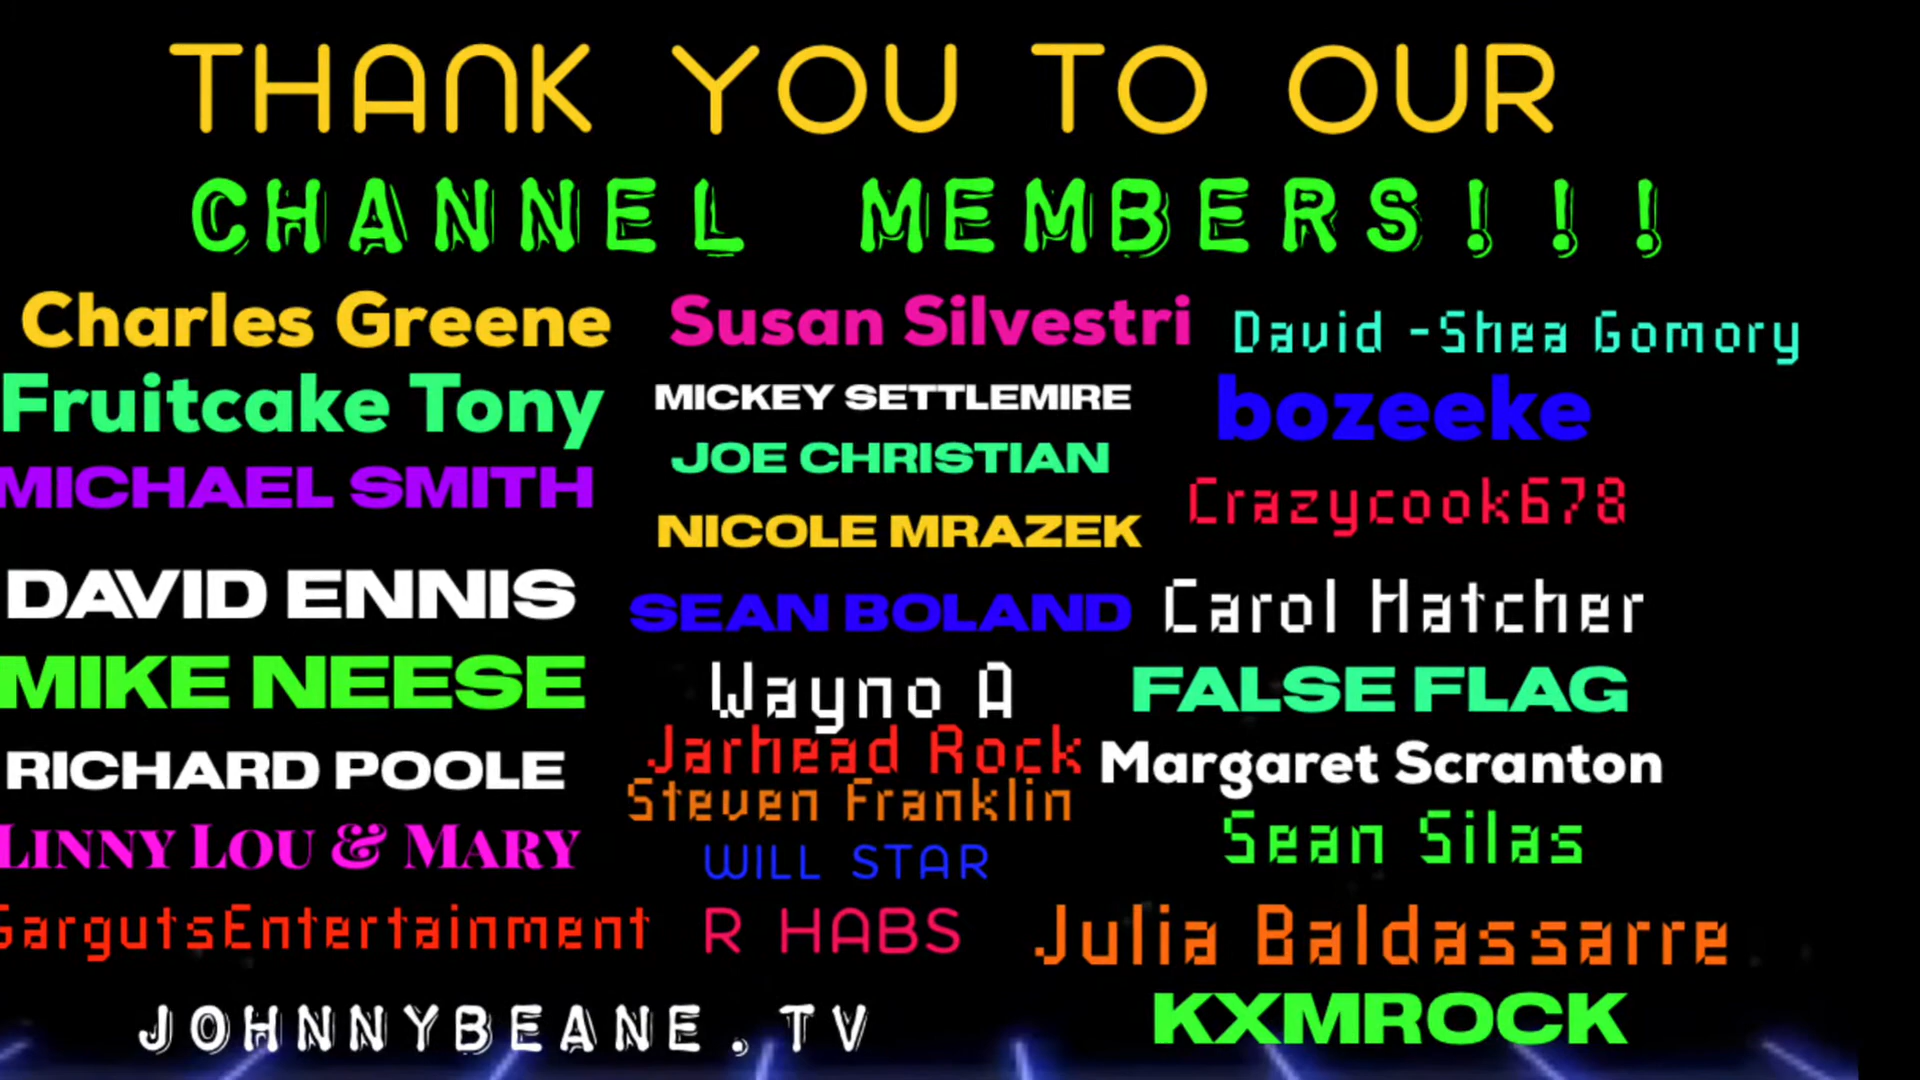 THANK YOU TO OUR
CHANNEL MEMBERS!!!
Charles Greene
Fruitcake Tony
MICHAEL SMITH
DAVID ENNIS
MIKE NEESE
RICHARD POOLE
LINNY LOU & MARY
SargutsEntertainment
Susan Silvestri
MICKEY SETTLEMIRE
JOE CHRISTIAN
NICOLE MRAZEK
SEAN BOLAND
Wayno A
Jarhead Rock
Steven Franklin
WILL STAR
R HABS
David -Shea Gomory
bozeeke
Crazycook678
Carol Hatcher
FALSE FLAG
Margaret Scranton
Sean Silas
Julia Baldassarre
KXMROCK
JOHNNYBEANE.TV